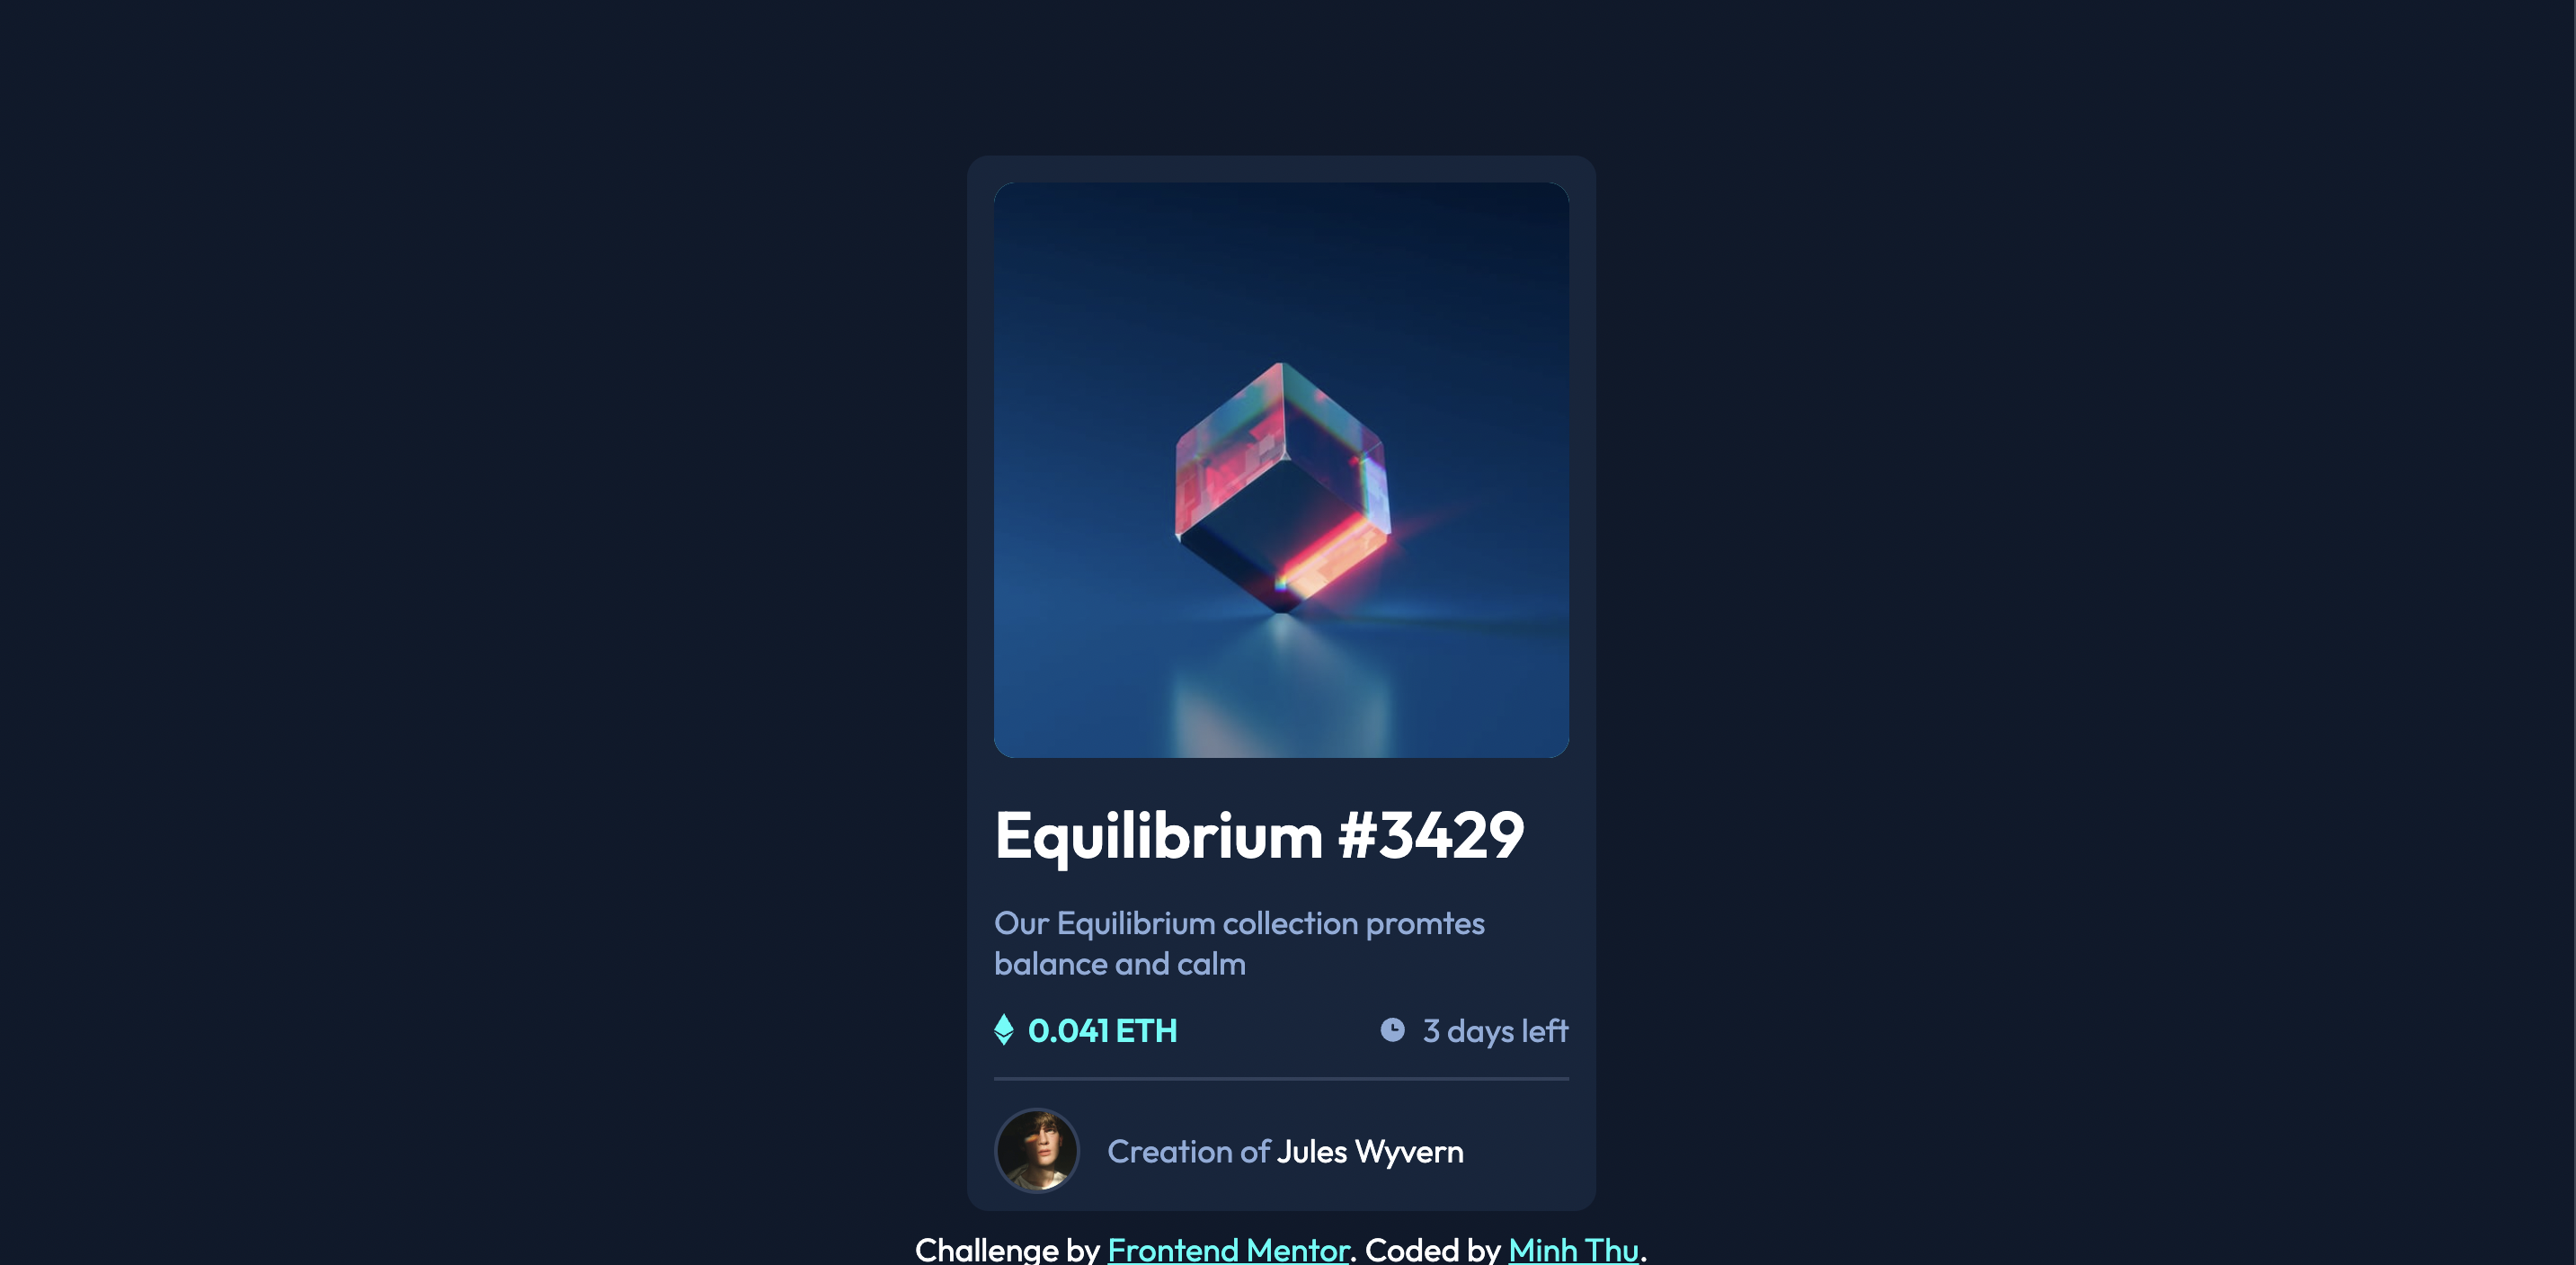 Equilibrium #3429
Our Equilibrium collection promtes
balance and calm
0.041 ETH 3 days left
Creation of Jules Wyvern
Challenge by Frontend Mentor. Coded by Minh Thu.